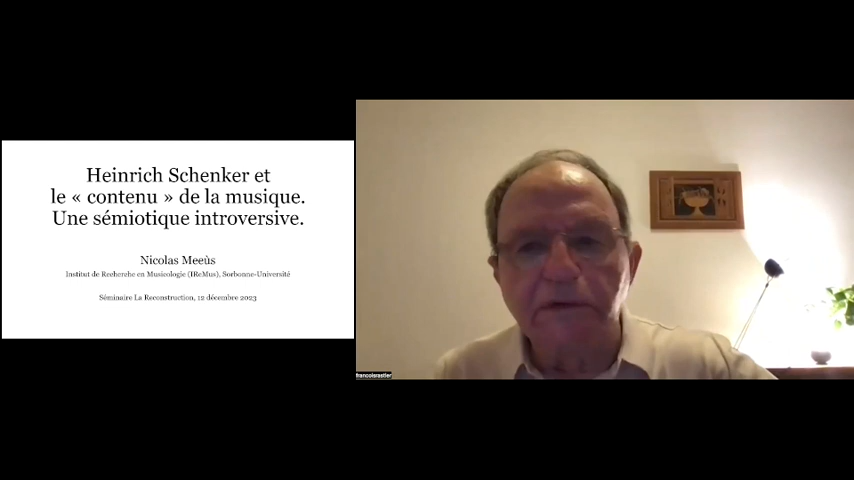 Heinrich Schenker et
le « contenu » de la musique.
Une sémiotique introversive.
Nicolas Meeùs
Institut de Recherche en Musicologie (IReMus), Sorbonne-Université
Séminaire La Reconstruction, 12 décembre 2023
francoisrastier